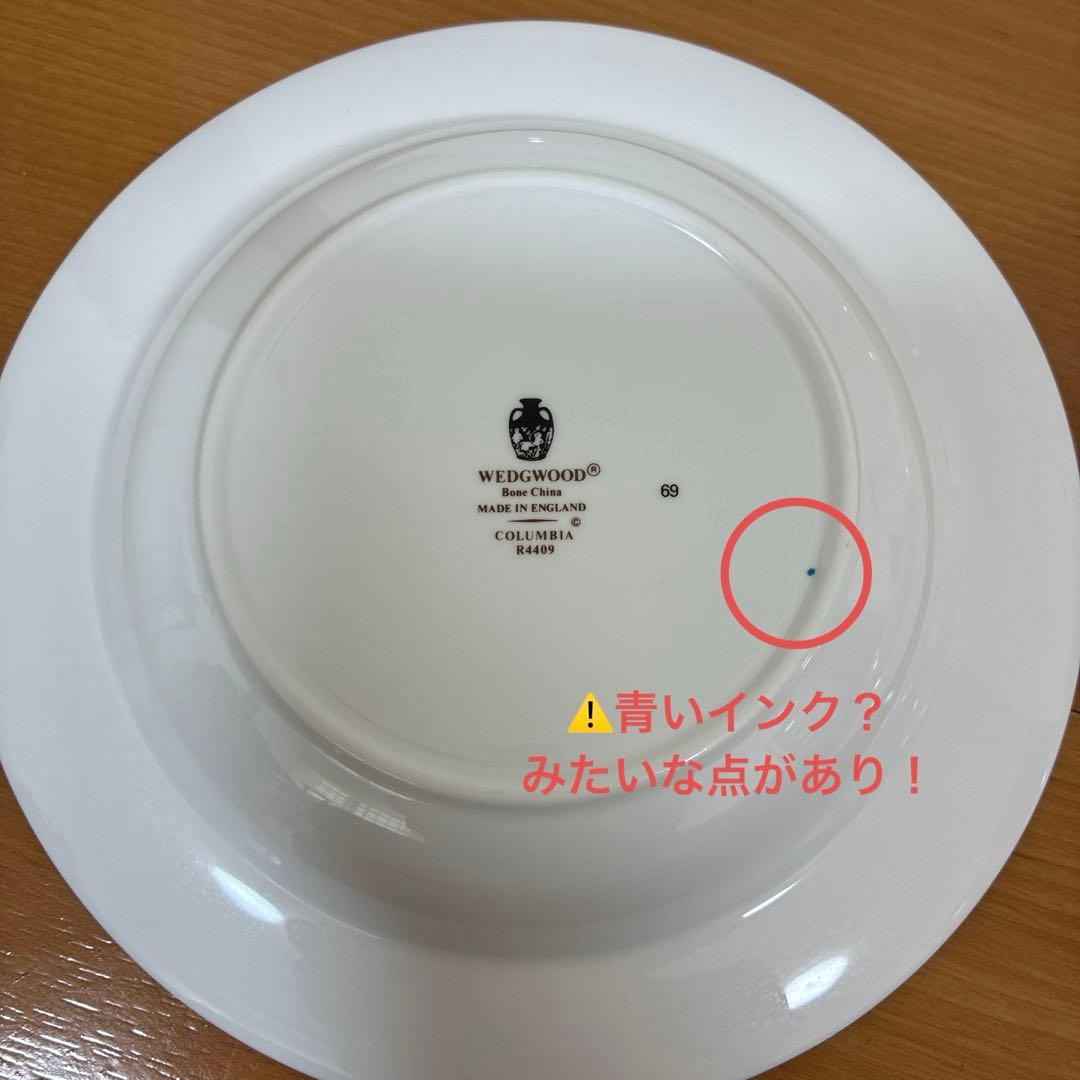 WEDGWOOD®
Bone China
MADE IN ENGLAND
©
COLUMBIA
R4409
69
⚠️青いインク？
みたいな点があり！